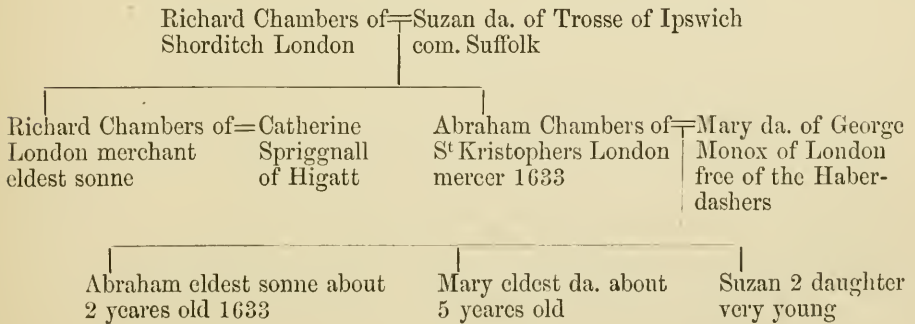 Richard Chambers of=Suzan da. of Trosse of Ipswich
Shorditch London com. Suffolk
Richard Chambers of=Catherine
London merchant Spriggnall
eldest sonne of Higatt
Abraham Chambers of=Mary da. of George
St Kristophers London Monox of London
mercer 1633 free of the Haber-
dashers
Abraham eldest sonne about
2 yeares old 1633
Mary eldest da. about
5 yeares old
Suzan 2 daughter
very young